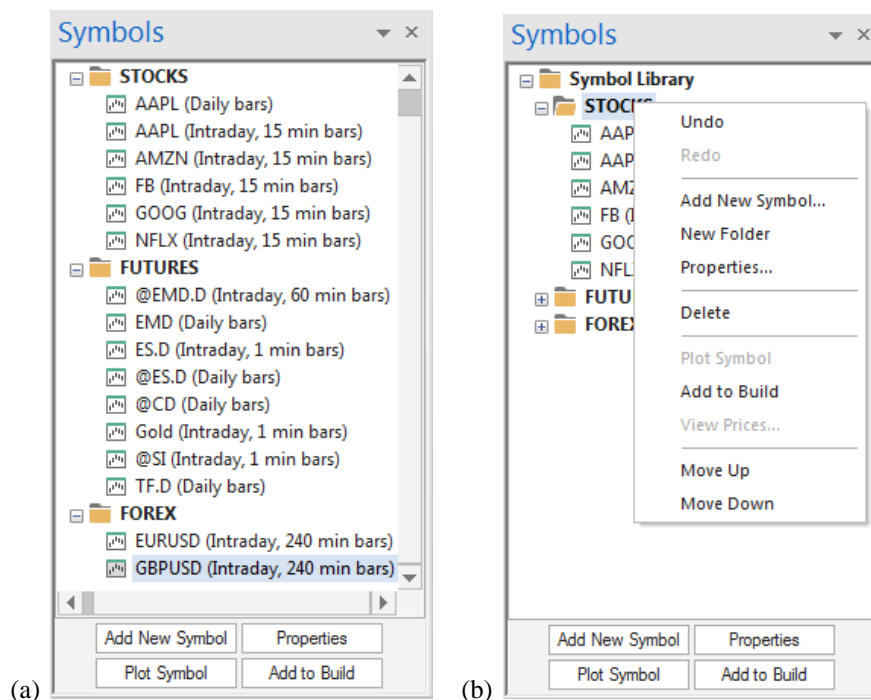 Symbols
STOCKS
AAPL (Daily bars)
AAPL (Intraday, 15 min bars)
AMZN (Intraday, 15 min bars)
FB (Intraday, 15 min bars)
GOOG (Intraday, 15 min bars)
NFLX (Intraday, 15 min bars)
FUTURES
@EMD.D (Intraday, 60 min bars)
EMD (Daily bars)
ES.D (Intraday, 1 min bars)
@ES.D (Daily bars)
@CD (Daily bars)
Gold (Intraday, 1 min bars)
@SI (Intraday, 1 min bars)
TF.D (Daily bars)
FOREX
EURUSD (Intraday, 240 min bars)
GBPUSD (Intraday, 240 min bars)
Add New Symbol Properties
Plot Symbol Add to Build
(a)
Symbols
Symbol Library
STOCKS
AAP
AAP
AMZ
FB (I
GOO
NFL
FUTU
FORE
Undo
Redo
Add New Symbol...
New Folder
Properties...
Delete
Plot Symbol
Add to Build
View Prices...
Move Up
Move Down
Add New Symbol Properties
Plot Symbol Add to Build
(b)